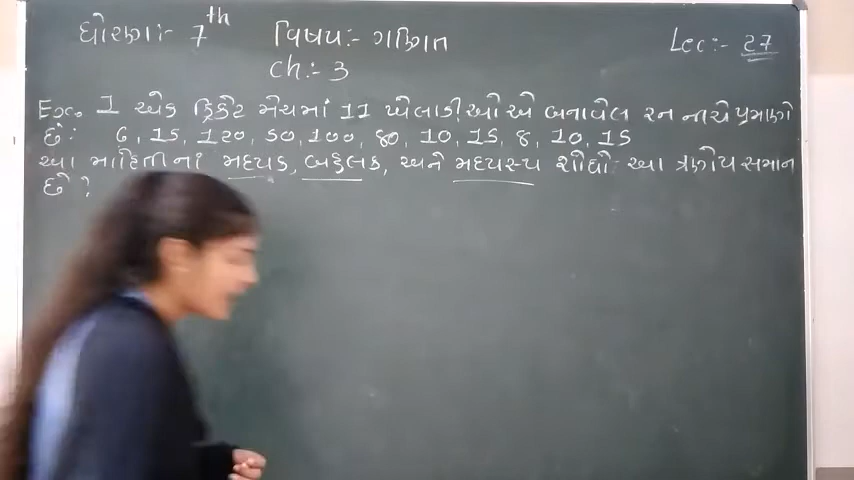 ધોરણ:- 7th વિષય:- ગણિત Lec:- 27
ch:- 3
Exe. 1 એક ક્રિકેટ મેચમાં 11 ખેલાડીઓએ બનાવેલ રન નીચે પ્રમાણે
છે: 6, 15, 120, 50, 100, 80, 10, 15, 8, 10, 15
આ માહિતીનાં મધ્યક, બહુલક, અને મધ્યસ્થ શોધો. આ ત્રણેય સમાન
છે ?